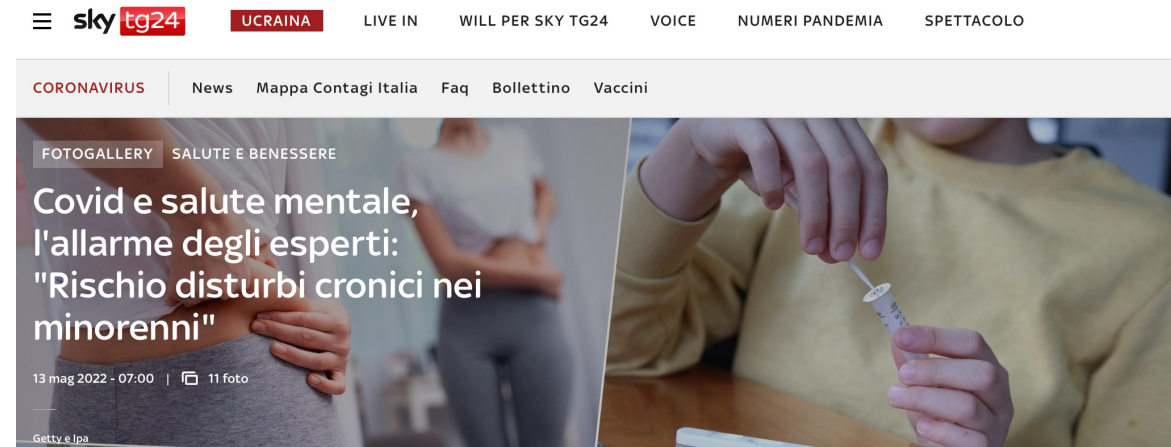 sky tg24 UCRAINA LIVE IN WILL PER SKY TG24 VOICE NUMERI PANDEMIA SPETTACOLO
CORONAVIRUS News Mappa Contagi Italia Faq Bollettino Vaccini
FOTOGALLERY SALUTE E BENESSERE
Covid e salute mentale,
l'allarme degli esperti:
"Rischio disturbi cronici nei
minorenni"
13 mag 2022 - 07:00 | 11 foto
Getty e Ipa